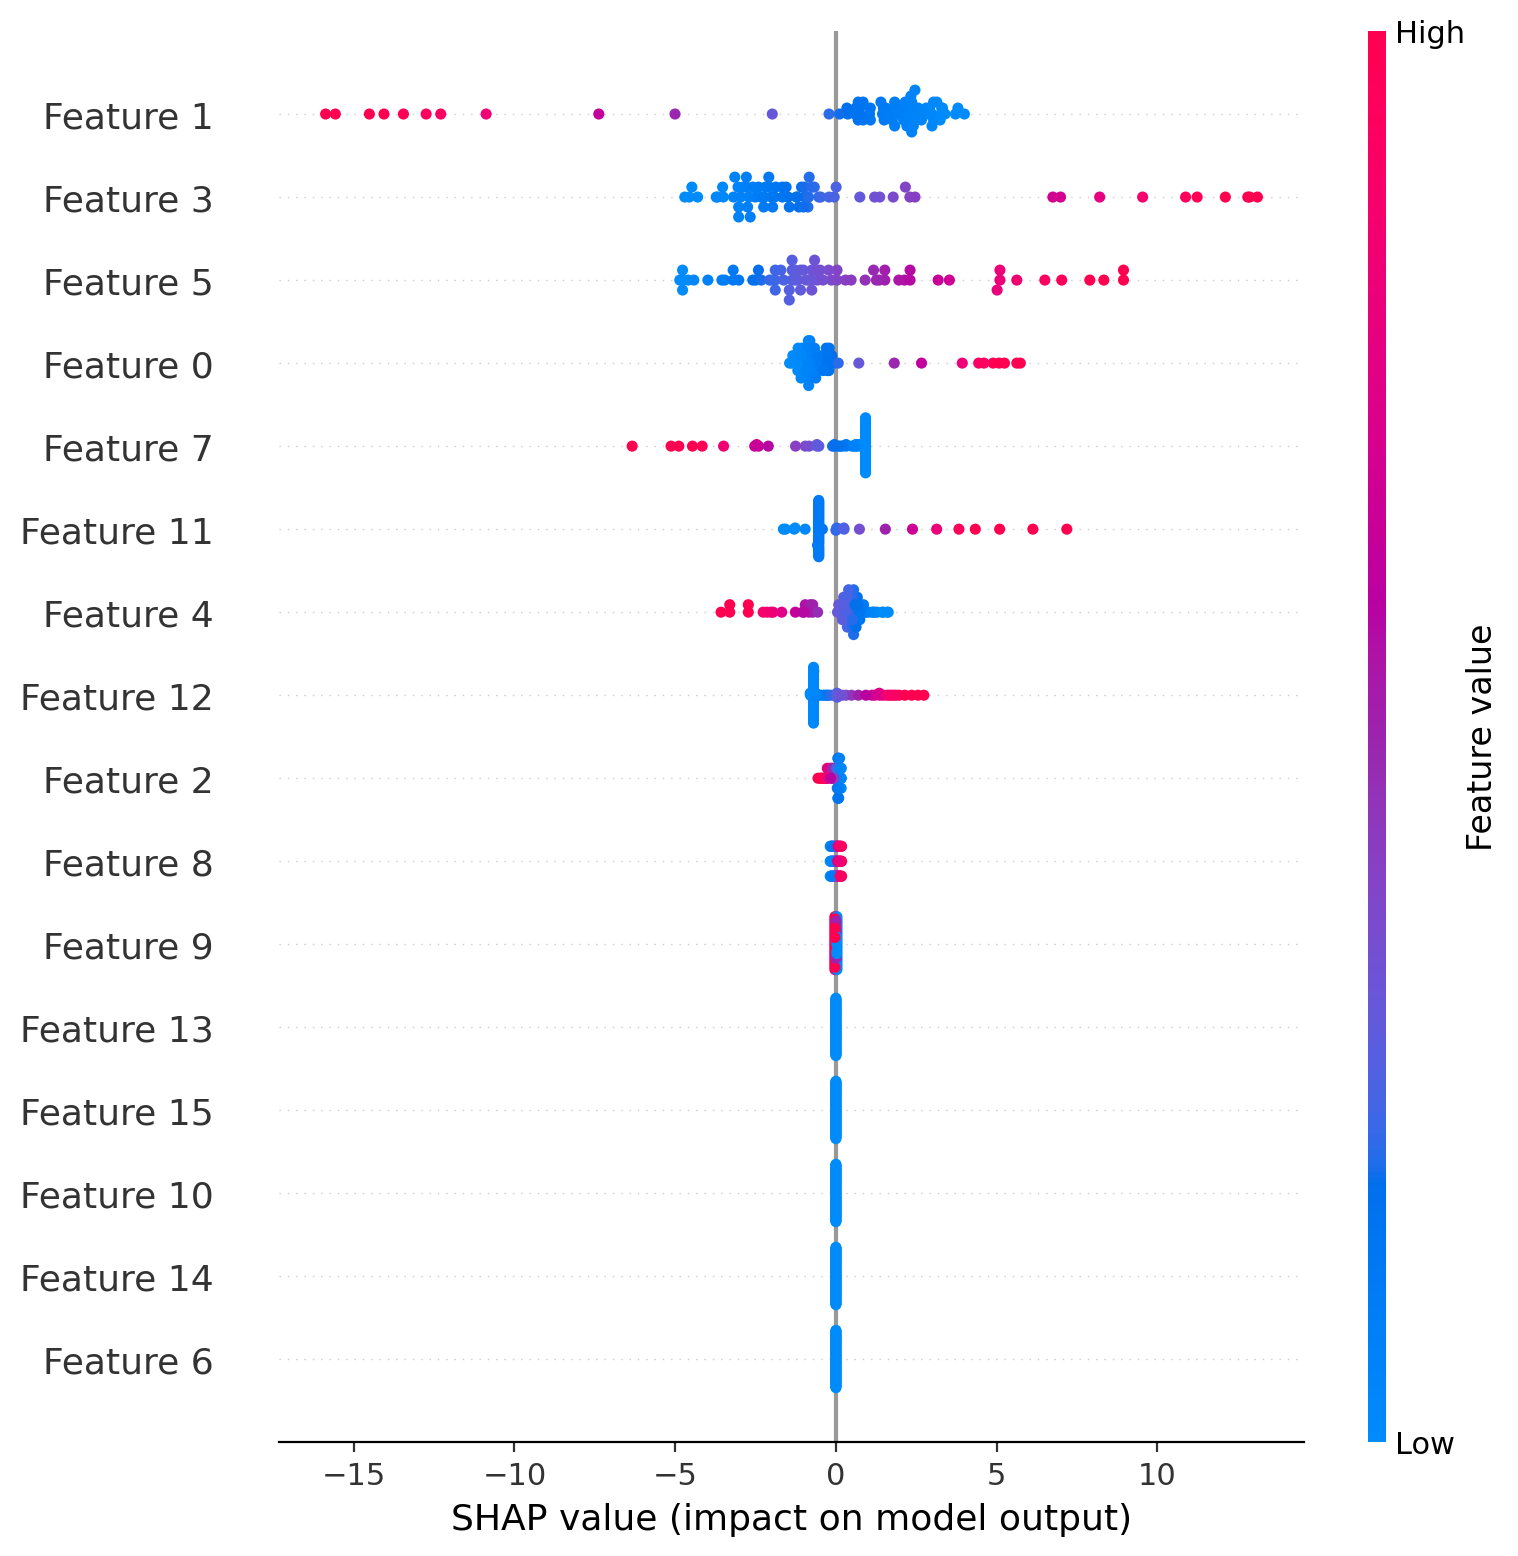 High
Feature 1
Feature 3
Feature 5
Feature 0
Feature 7
Feature 11
Feature 4
Feature 12
Feature 2
Feature 8
Feature 9
Feature 13
Feature 15
Feature 10
Feature 14
Feature 6
Feature value
Low
−15 −10 −5 0 5 10
SHAP value (impact on model output)